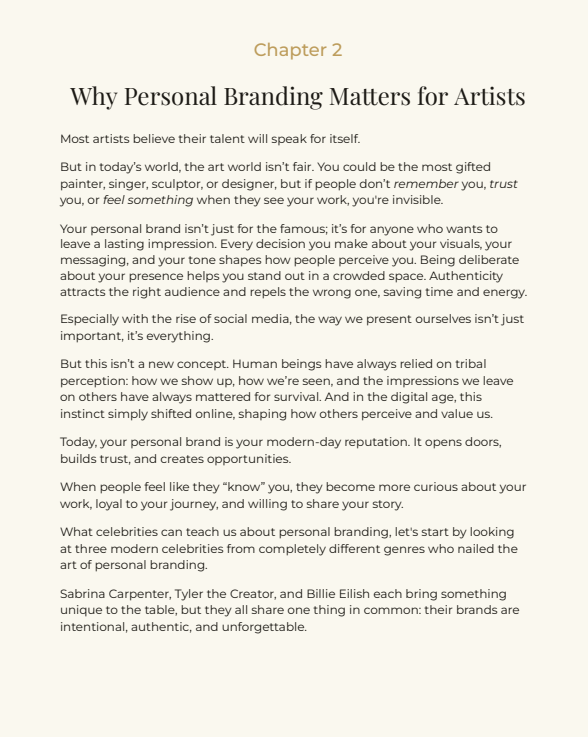 Chapter 2
Why Personal Branding Matters for Artists
Most artists believe their talent will speak for itself.
But in today’s world, the art world isn’t fair. You could be the most gifted
painter, singer, sculptor, or designer, but if people don’t remember you, trust
you, or feel something when they see your work, you're invisible.
Your personal brand isn’t just for the famous; it’s for anyone who wants to
leave a lasting impression. Every decision you make about your visuals, your
messaging, and your tone shapes how people perceive you. Being deliberate
about your presence helps you stand out in a crowded space. Authenticity
attracts the right audience and repels the wrong one, saving time and energy.
Especially with the rise of social media, the way we present ourselves isn’t just
important, it’s everything.
But this isn’t a new concept. Human beings have always relied on tribal
perception: how we show up, how we’re seen, and the impressions we leave
on others have always mattered for survival. And in the digital age, this
instinct simply shifted online, shaping how others perceive and value us.
Today, your personal brand is your modern-day reputation. It opens doors,
builds trust, and creates opportunities.
When people feel like they “know” you, they become more curious about your
work, loyal to your journey, and willing to share your story.
What celebrities can teach us about personal branding, let's start by looking
at three modern celebrities from completely different genres who nailed the
art of personal branding.
Sabrina Carpenter, Tyler the Creator, and Billie Eilish each bring something
unique to the table, but they all share one thing in common: their brands are
intentional, authentic, and unforgettable.